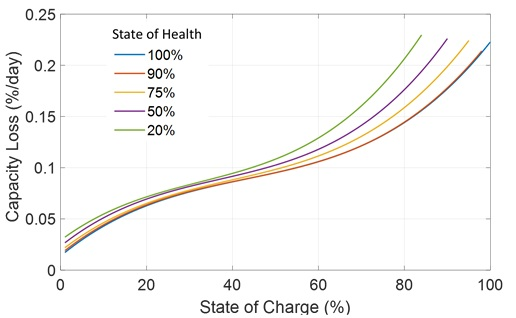 0.25
0.2
0.15
0.1
0.05
0
Capacity Loss (%/day)
State of Health
100%
90%
75%
50%
20%
0 20 40 60 80 100
State of Charge (%)